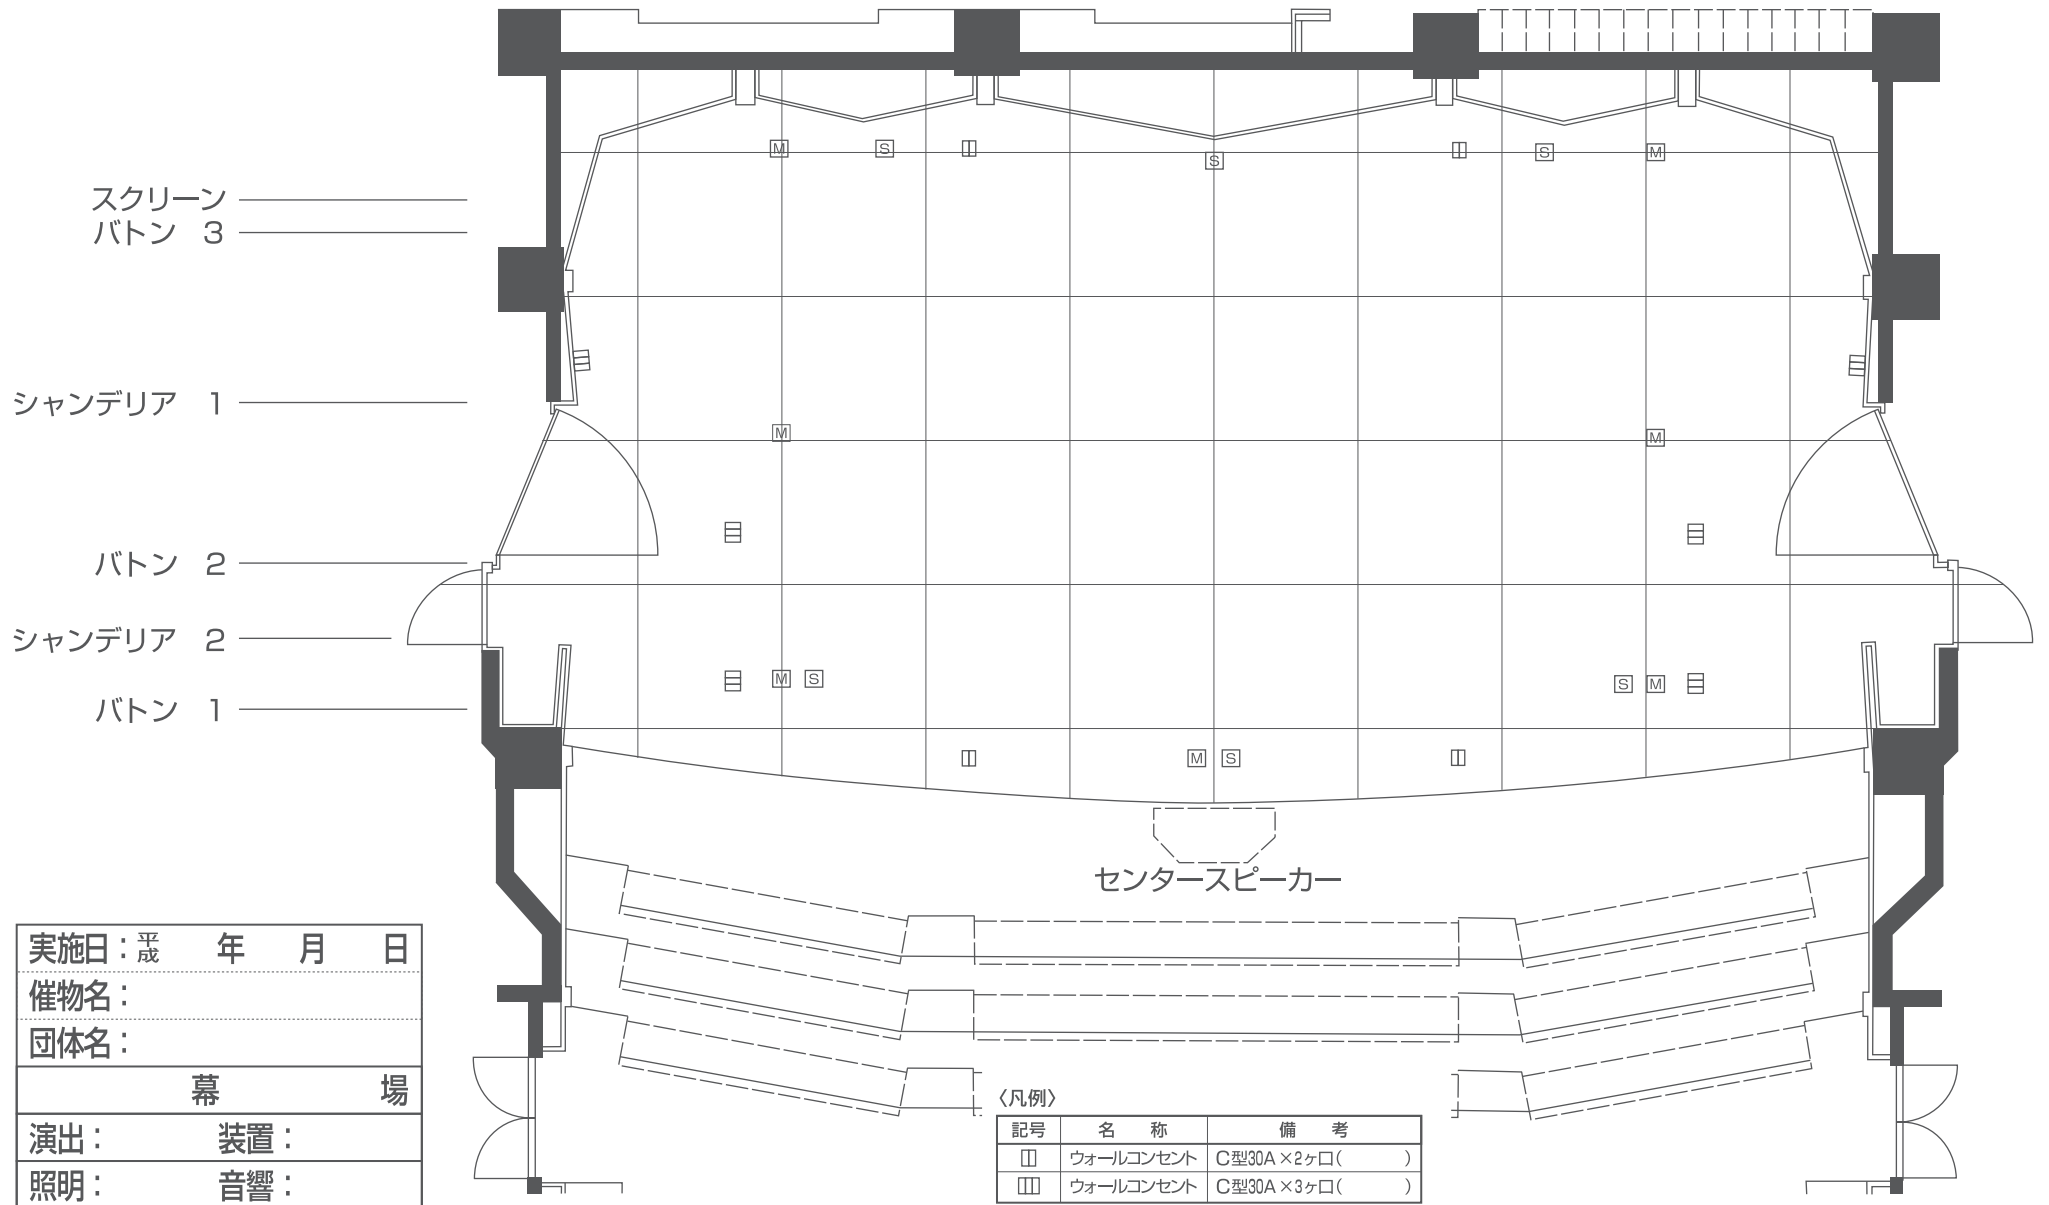 M S S S M
スクリーン
バトン 3
シャンデリア 1
M M
バトン 2
シャンデリア 2
M S S M
バトン 1
M S
センタースピーカー
実施日：平成 年 月 日
催物名：
団体名：
幕 場
演出： 装置：
照明： 音響：
〈凡例〉
記号 名 称 備 考
ウォールコンセント C型30A×2ヶ口( )
ウォールコンセント C型30A×3ヶ口( )